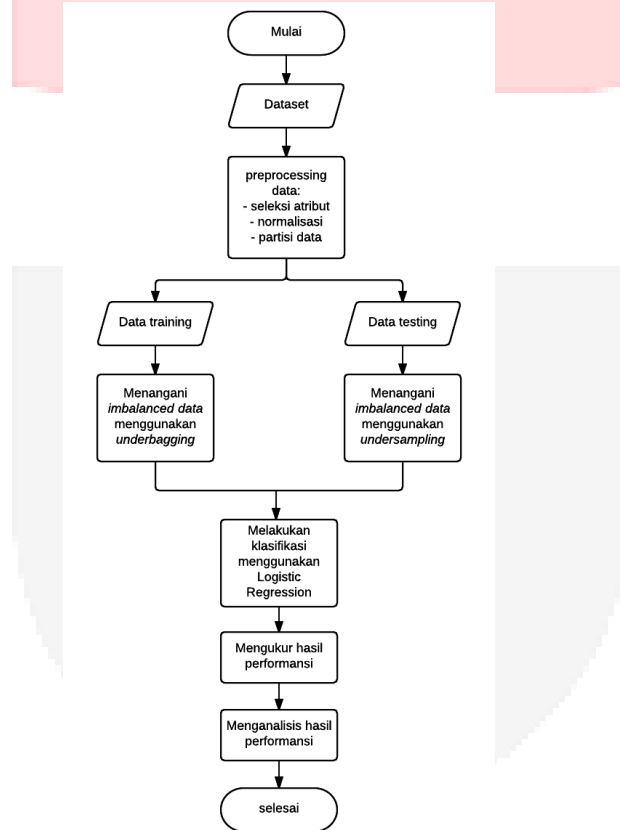 Mulai
Dataset
preprocessing
data:
- seleksi atribut
- normalisasi
- partisi data
Data training
Data testing
Menangani
imbalanced data
menggunakan
underbagging
Menangani
imbalanced data
menggunakan
undersampling
Melakukan
klasifikasi
menggunakan
Logistic
Regression
Mengukur hasil
performansi
Menganalisis hasil
performansi
selesai